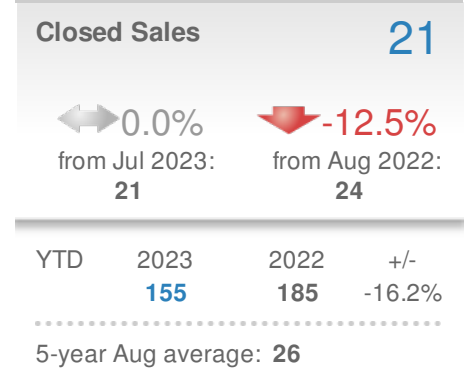 Closed Sales 21
0.0% -12.5%
from Jul 2023: from Aug 2022:
21 24
YTD 2023 2022 +/-
155 185 -16.2%
5-year Aug average: 26